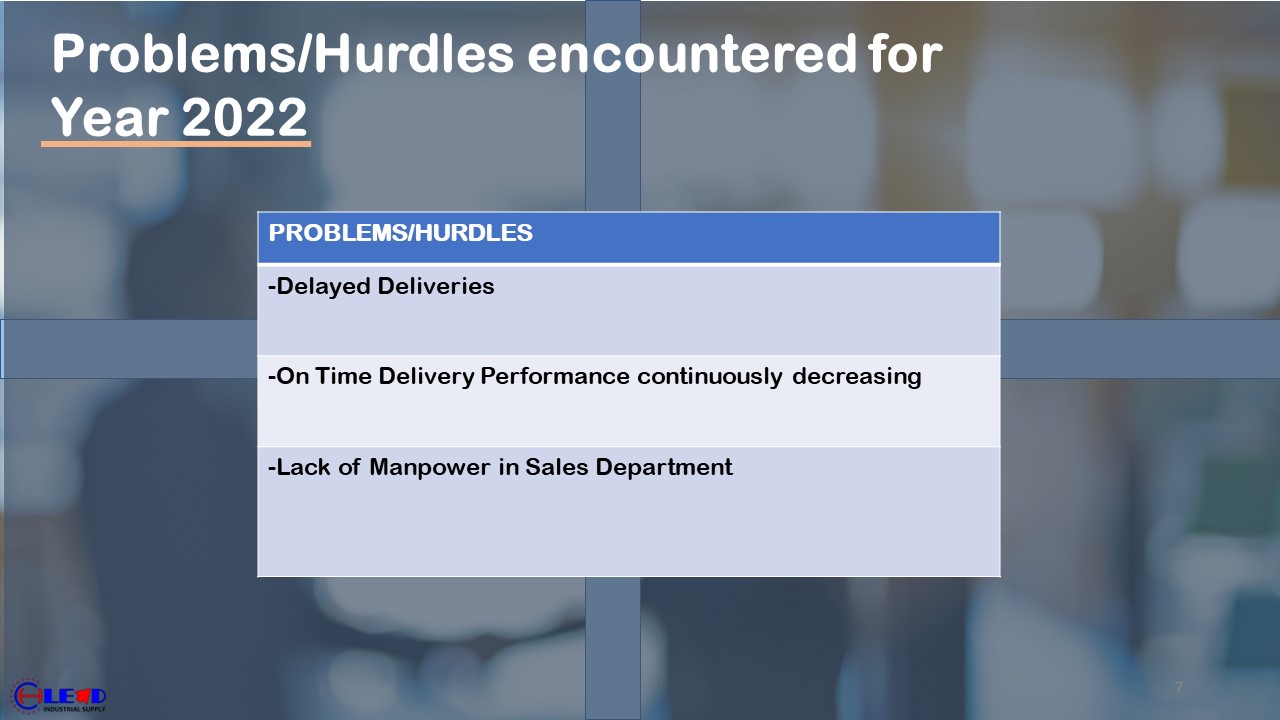 Problems/Hurdles encountered for
Year 2022
PROBLEMS/HURDLES
-Delayed Deliveries
-On Time Delivery Performance continuously decreasing
-Lack of Manpower in Sales Department
LEAD
INDUSTRIAL SUPPLY
7